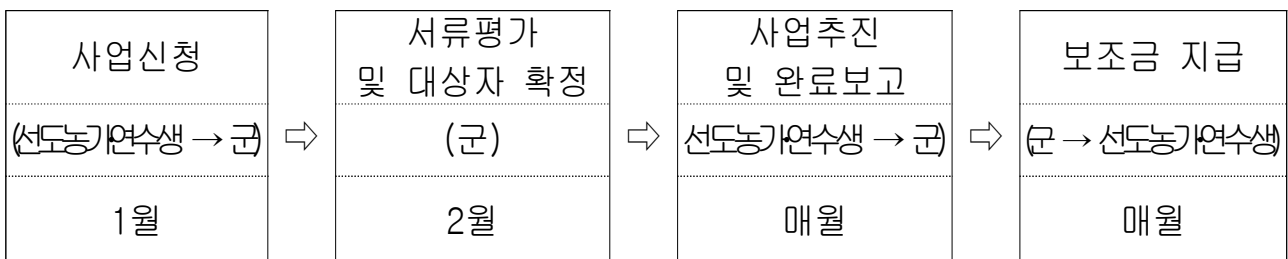 사업신청
(선도농가·연수생 → 군)
1월
⇨
서류평가
및 대상자 확정
(군)
2월
⇨
사업추진
및 완료보고
선도농가·연수생 → 군)
매월
⇨
보조금 지급
(군 → 선도농가·연수생)
매월